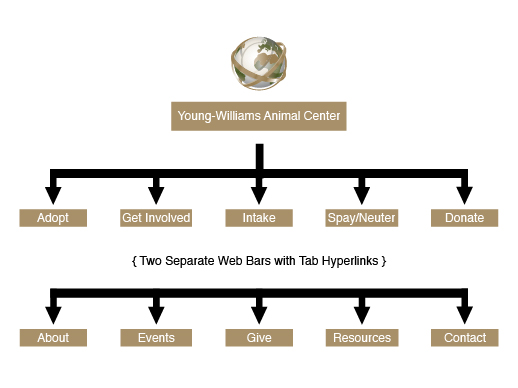 Young-Williams Animal Center
Adopt
Get Involved
Intake
Spay/Neuter
Donate
{ Two Separate Web Bars with Tab Hyperlinks }
About
Events
Give
Resources
Contact